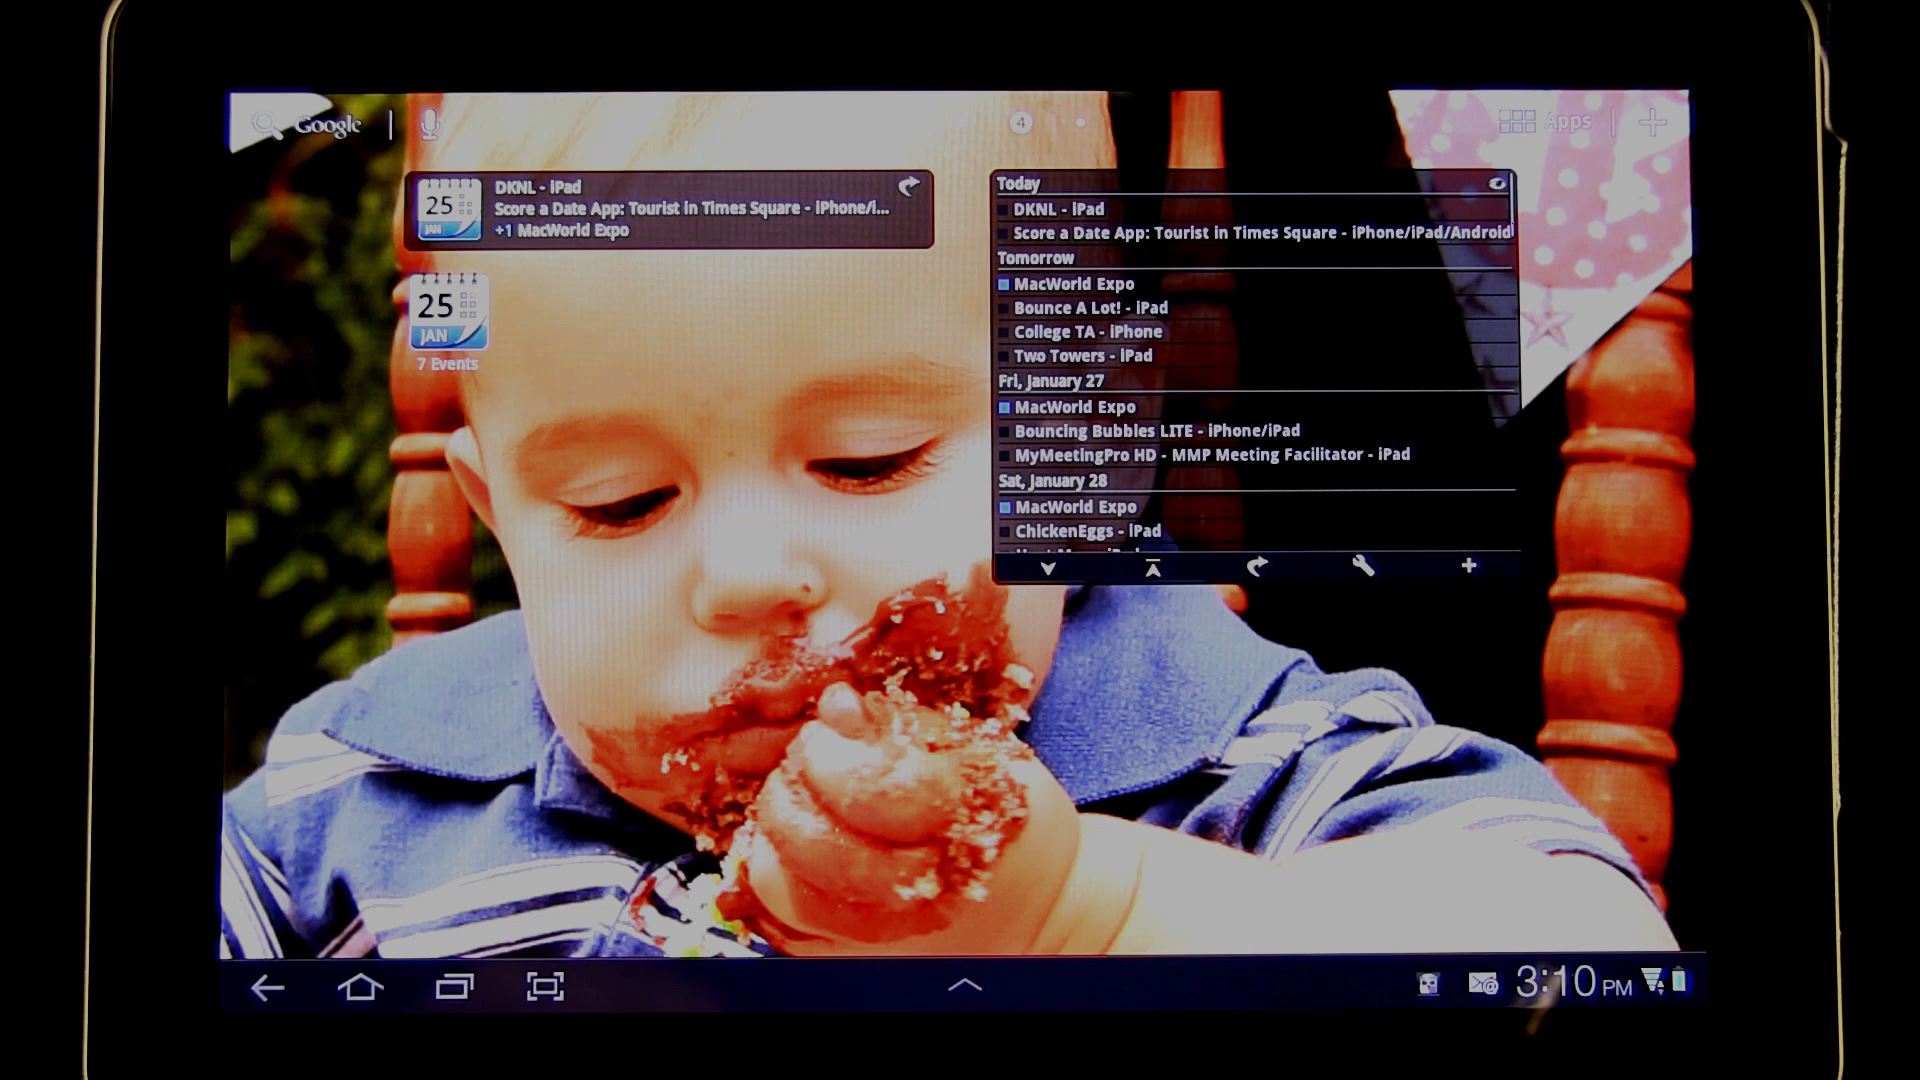 Google
4
Apps
25
JAN
DKNL - iPad
Score a Date App: Tourist in Times Square - iPhone/i...
+1 MacWorld Expo
25
JAN
7 Events
Today
DKNL - iPad
Score a Date App: Tourist in Times Square - iPhone/iPad/Android
Tomorrow
MacWorld Expo
Bounce A Lot! - iPad
College TA - iPhone
Two Towers - iPad
Fri, January 27
MacWorld Expo
Bouncing Bubbles LITE - iPhone/iPad
MyMeetingPro HD - MMP Meeting Facilitator - iPad
Sat, January 28
MacWorld Expo
ChickenEggs - iPad
3:10 PM